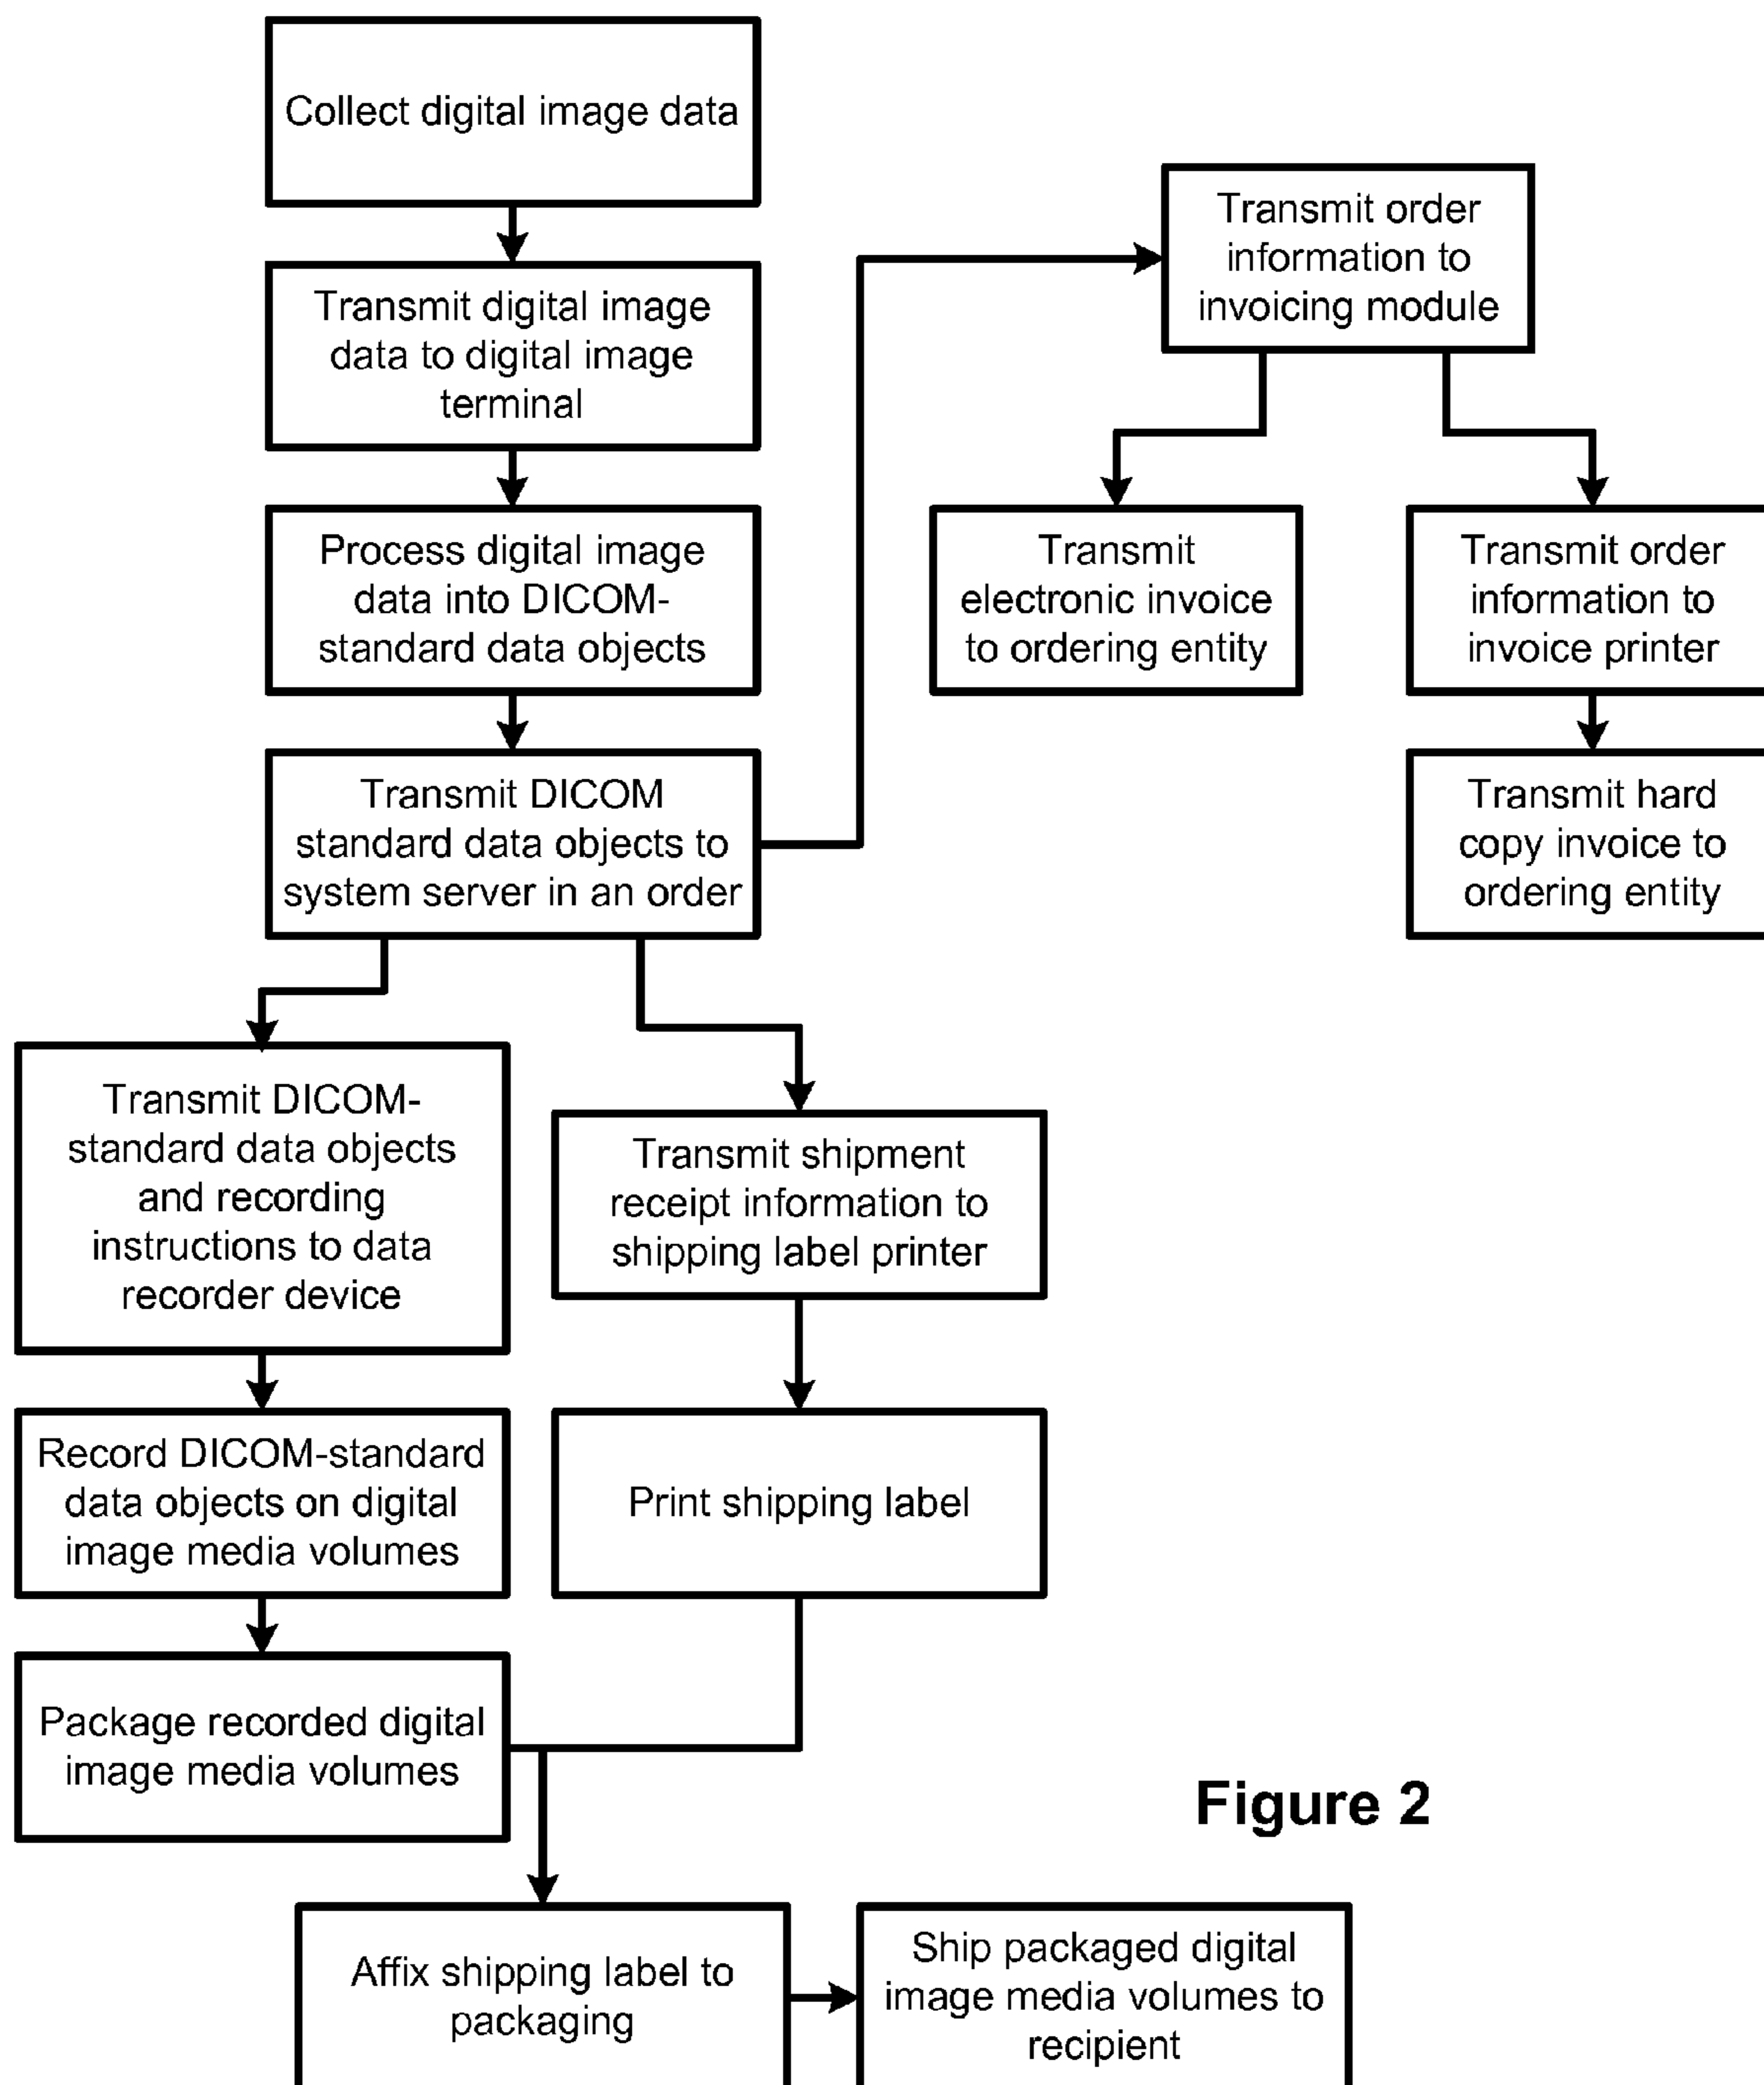 Collect digital image data
Transmit digital image
data to digital image
terminal
Process digital image
data into DICOM-
standard data objects
Transmit DICOM
standard data objects to
system server in an order
Transmit order
information to
invoicing module
Transmit
electronic invoice
to ordering entity
Transmit order
information to
invoice printer
Transmit hard
copy invoice to
ordering entity
Transmit DICOM-
standard data objects
and recording
instructions to data
recorder device
Transmit shipment
receipt information to
shipping label printer
Record DICOM-standard
data objects on digital
image media volumes
Print shipping label
Package recorded digital
image media volumes
Figure 2
Affix shipping label to
packaging
Ship packaged digital
image media volumes to
recipient